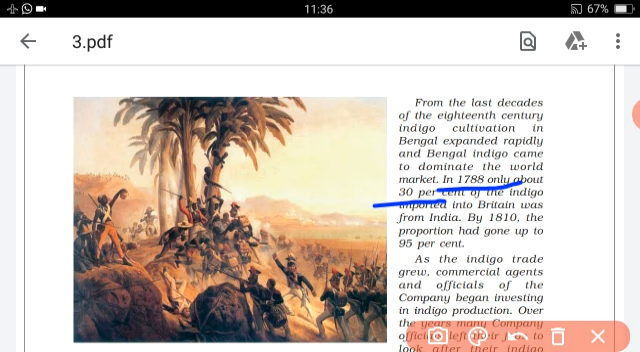 11:36
67%
3.pdf
From the last decades
of the eighteenth century
indigo cultivation in
Bengal expanded rapidly
and Bengal indigo came
to dominate the world
market. In 1788 only about
30 per cent of the indigo
imported into Britain was
from India. By 1810, the
proportion had gone up to
95 per cent.
As the indigo trade
grew, commercial agents
and officials of the
Company began investing
in indigo production. Over
the years many Company
left their to
look after their indigo